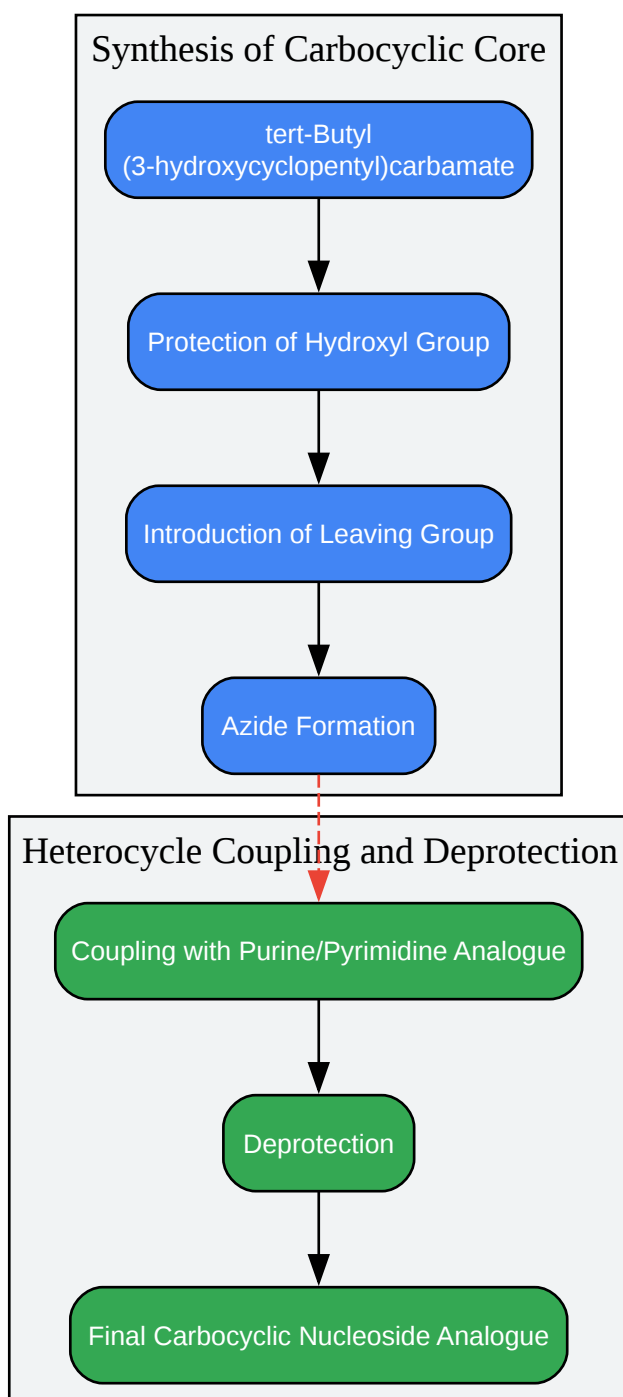 Synthesis of Carbocyclic Core
tert-Butyl
(3-hydroxycyclopentyl)carbamate
Protection of Hydroxyl Group
Introduction of Leaving Group
Azide Formation
Heterocycle Coupling and Deprotection
Coupling with Purine/Pyrimidine Analogue
Deprotection
Final Carbocyclic Nucleoside Analogue